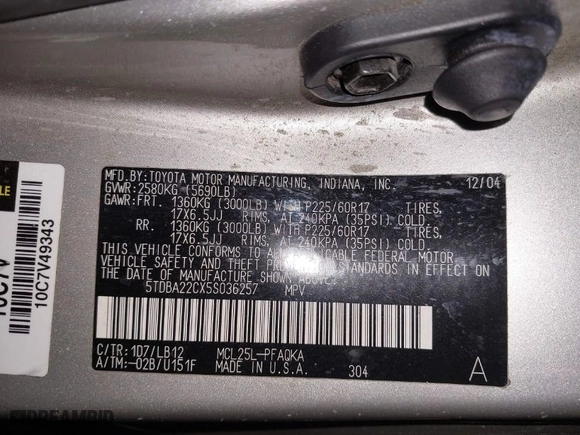 MFD.BY: TOYOTA MOTOR MANUFACTURING, INDIANA, INC. 12/04
GVWR: 2580KG (5690LB)
GAWR:FRT. 1360KG (3000LB) WITH P225/60R17 TIRES,
17X6.5JJ RIMS, AT 240KPA (35PSI) COLD.
RR. 1360KG (3000LB) WITH P225/60R17 TIRES,
17X6.5JJ RIMS, AT 240KPA (35PSI) COLD.
THIS VEHICLE CONFORMS TO ALL APPLICABLE FEDERAL MOTOR
VEHICLE SAFETY AND THEFT PREVENTION STANDARDS IN EFFECT ON
THE DATE OF MANUFACTURE SHOWN ABOVE.
5TDBA22CX5S036257 MPV
C/TR: 1D7/LB12 MCL25L-PFAQKA
A/TM:-02B/U151F MADE IN U.S.A. 304 A
10C7V
10C7V49343
DREAMBID